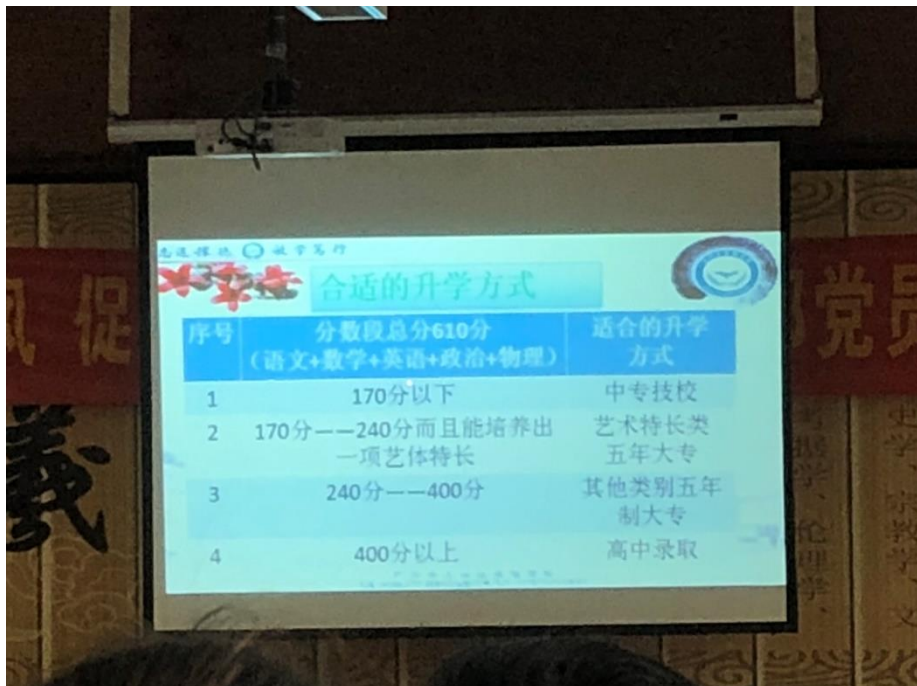 合适的升学方式
序号
分数段总分610分
(语文+数学+英语+政治+物理)
适合的升学
方式
1
170分以下
中专技校
2
170分——240分而且能培养出
一项艺体特长
艺术特长类
五年大专
3
240分——400分
其他类别五年
制大专
4
400分以上
高中录取
促
党员
義